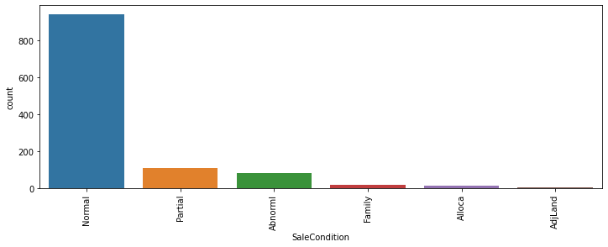 800
600
400
200
0
count
Normal
Partial
Abnorml
Family
Alloca
AdjLand
SaleCondition